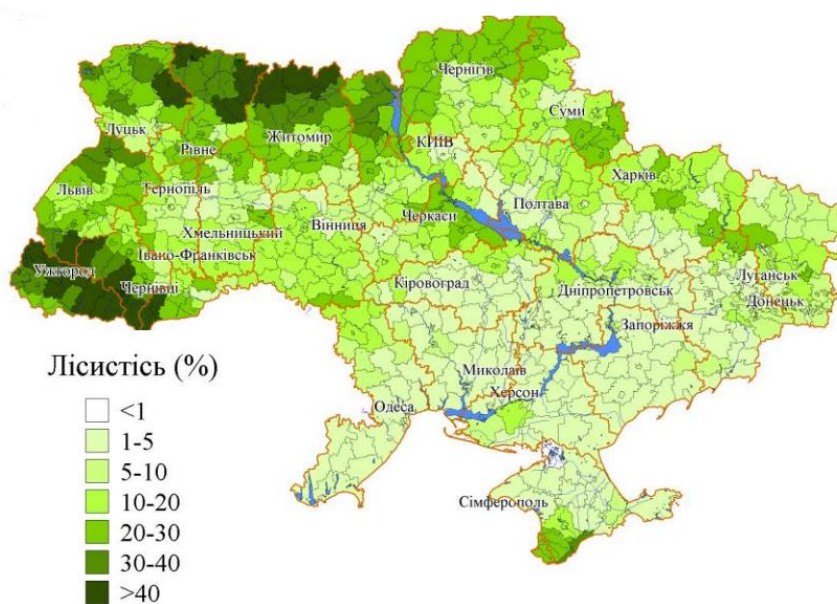 Чернігів
Суми
Луцьк
Рівне
Житомир
КИЇВ
Львів
Тернопіль
Харків
Полтава
Хмельницький
Вінниця
Черкаси
Ужгород
Івано-Франківськ
Чернівці
Кіровоград
Дніпропетровськ
Луганськ
Донецьк
Запоріжжя
Миколаїв
Херсон
Одеса
Сімферополь
Лісистісь (%)
<1
1-5
5-10
10-20
20-30
30-40
>40